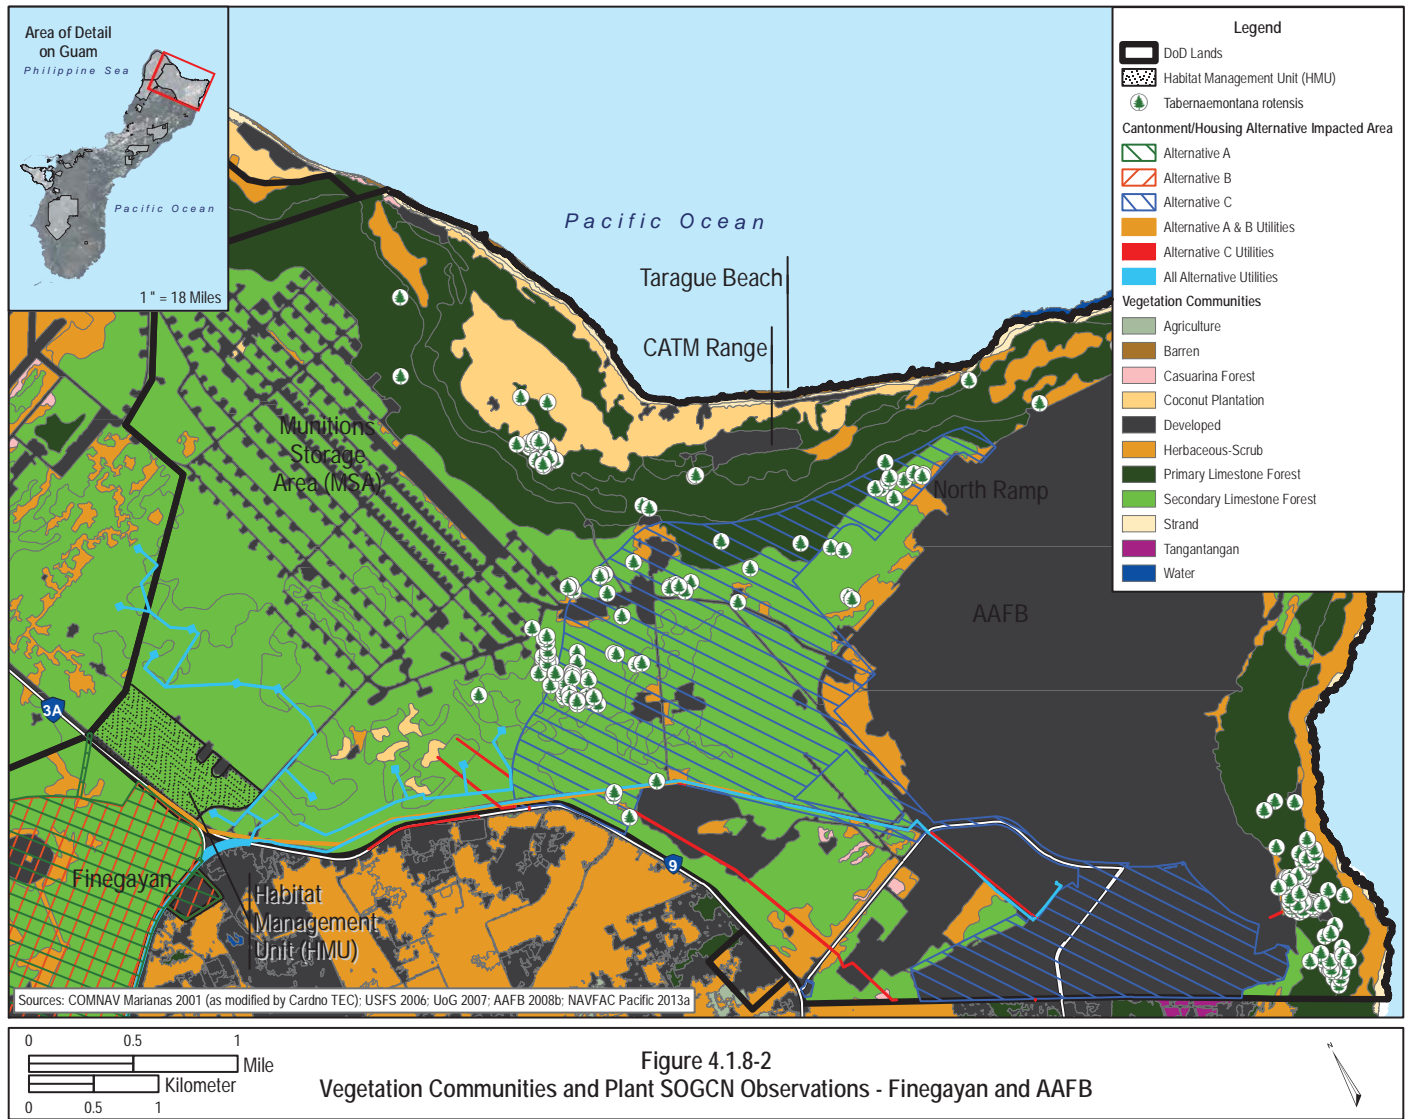 Area of Detail
on Guam
Philippine Sea
Pacific Ocean
1 " = 18 Miles
Pacific Ocean
Tarague Beach
CATM Range
Munitions
Storage
Area (MSA)
North Ramp
AAFB
3A
9
Finegayan
Habitat
Management
Unit (HMU)
Legend
DoD Lands
Habitat Management Unit (HMU)
Tabernaemontana rotensis
Cantonment/Housing Alternative Impacted Area
Alternative A
Alternative B
Alternative C
Alternative A & B Utilities
Alternative C Utilities
All Alternative Utilities
Vegetation Communities
Agriculture
Barren
Casuarina Forest
Coconut Plantation
Developed
Herbaceous-Scrub
Primary Limestone Forest
Secondary Limestone Forest
Strand
Tangantangan
Water
Sources: COMNAV Marianas 2001 (as modified by Cardno TEC); USFS 2006; UoG 2007; AAFB 2008b; NAVFAC Pacific 2013a
0 0.5 1
Mile
Kilometer
0 0.5 1
Figure 4.1.8-2
Vegetation Communities and Plant SOGCN Observations - Finegayan and AAFB
N